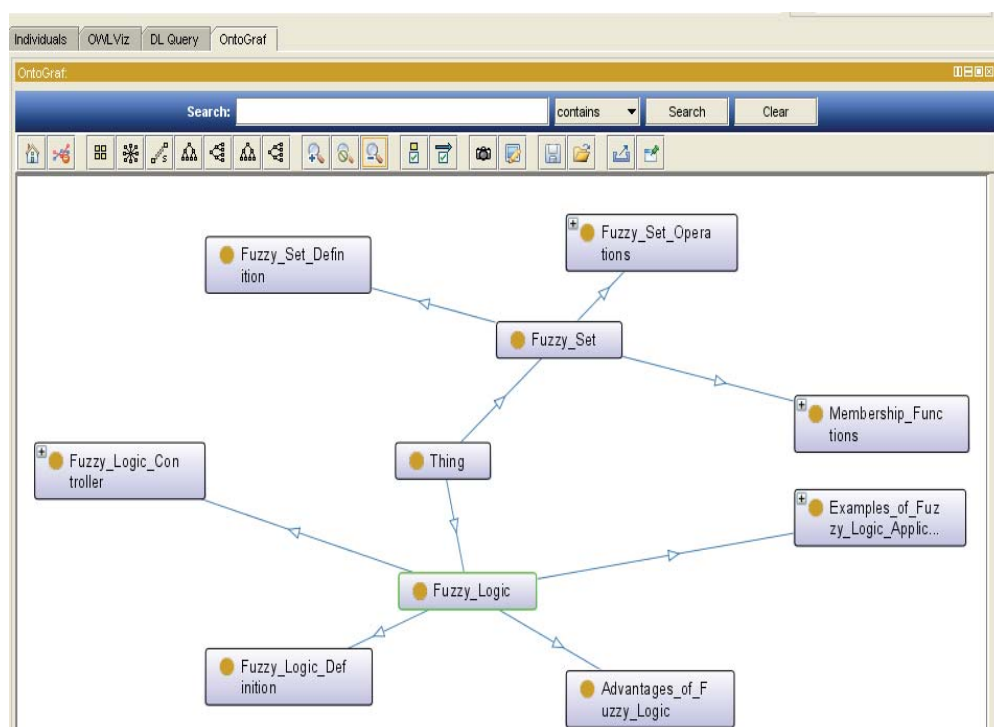 Individuals
OWLViz
DL Query
OntoGraf
OntoGraf:
Search:
contains
Search
Clear
Fuzzy_Set_Defin
ition
Fuzzy_Set_Opera
tions
Fuzzy_Set
Membership_Func
tions
Fuzzy_Logic_Con
troller
Thing
Examples_of_Fuz
zy_Logic_Applic...
Fuzzy_Logic
Fuzzy_Logic_Def
inition
Advantages_of_F
uzzy_Logic